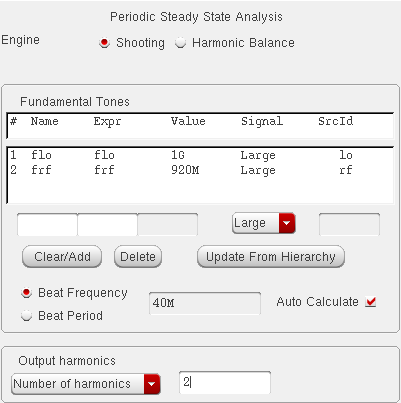 Periodic Steady State Analysis
Engine Shooting Harmonic Balance
Fundamental Tones
# Name Expr Value Signal SrcId
1 flo flo 1G Large lo
2 frf frf 920M Large rf
Large
Clear/Add Delete Update From Hierarchy
Beat Frequency 40M Auto Calculate
Beat Period
Output harmonics
Number of harmonics 2